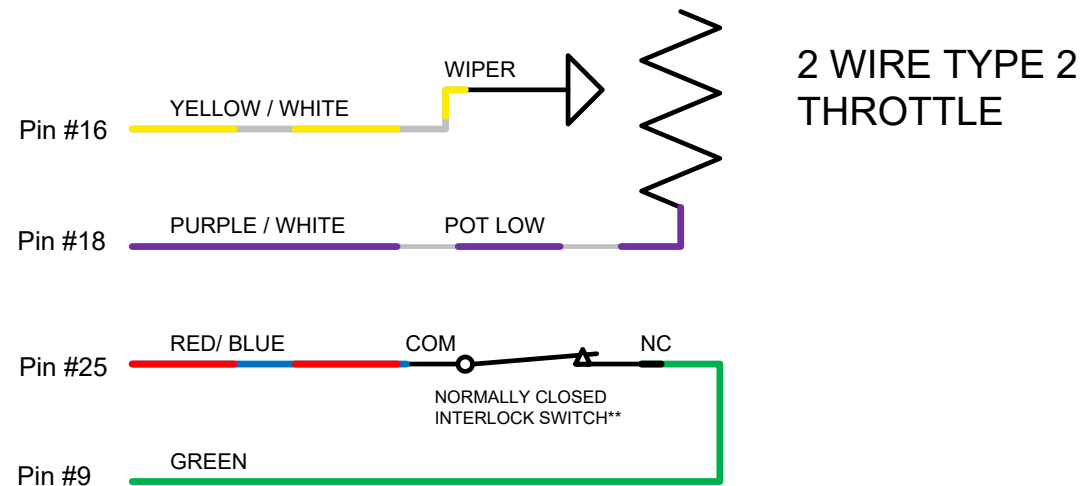 2 WIRE TYPE 2
THROTTLE
WIPER
YELLOW / WHITE
Pin #16
PURPLE / WHITE
POT LOW
Pin #18
RED/ BLUE
COM
NC
Pin #25
NORMALLY CLOSED
INTERLOCK SWITCH**
GREEN
Pin #9